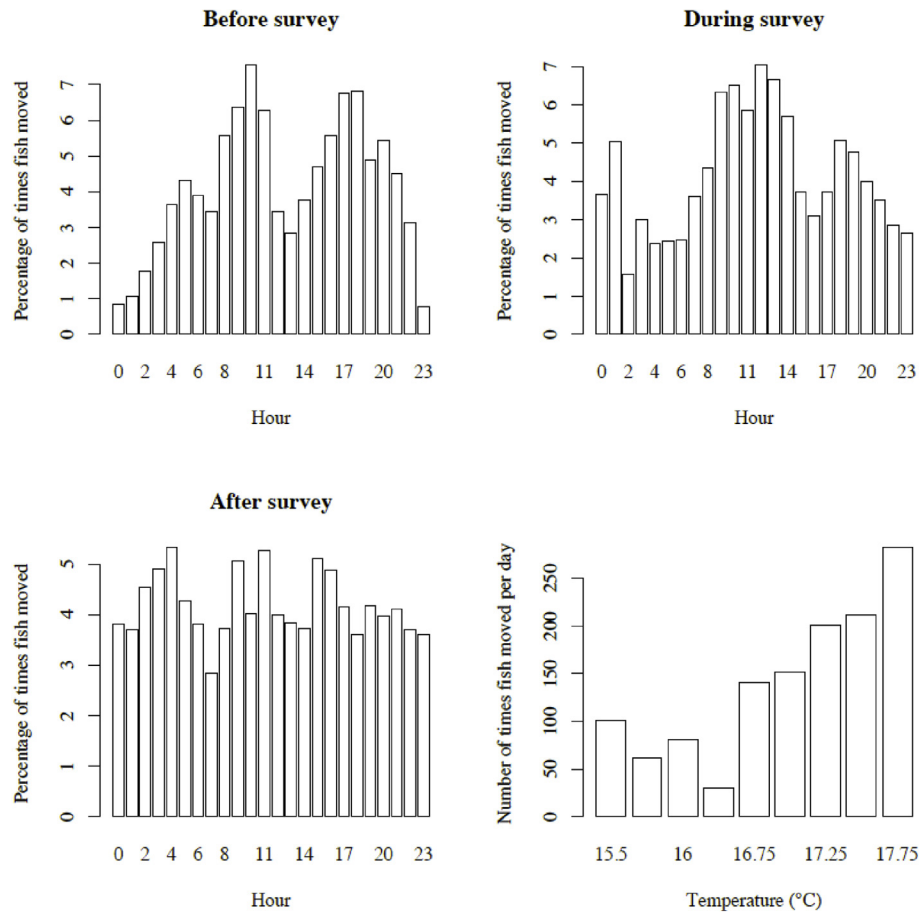 Before survey
Percentage of times fish moved
0 1 2 3 4 5 6 7
0 2 4 6 8 11 14 17 20 23
Hour
During survey
Percentage of times fish moved
0 1 2 3 4 5 6 7
0 2 4 6 8 11 14 17 20 23
Hour
After survey
Percentage of times fish moved
0 1 2 3 4 5
0 2 4 6 8 11 14 17 20 23
Hour
Number of times fish moved per day
0 50 100 150 200 250
15.5 16 16.75 17.25 17.75
Temperature (°C)